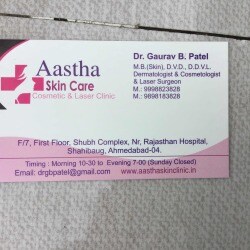 Aastha
Skin Care
Cosmetic & Laser Clinic
Dr. Gaurav B. Patel
M.B.(Skin), D.V.D., D.D.V.L.
Dermatologist & Cosmetologist
& Laser Surgeon
M.: 9998823828
M.: 9898183828
F/7, First Floor, Shubh Complex, Nr, Rajasthan Hospital,
Shahibaug, Ahmedabad-04.
Timing : Morning 10-30 to Evening 7-00 (Sunday Closed)
Email: drgbpatel@gmail.com www.aasthaskinclinic.in